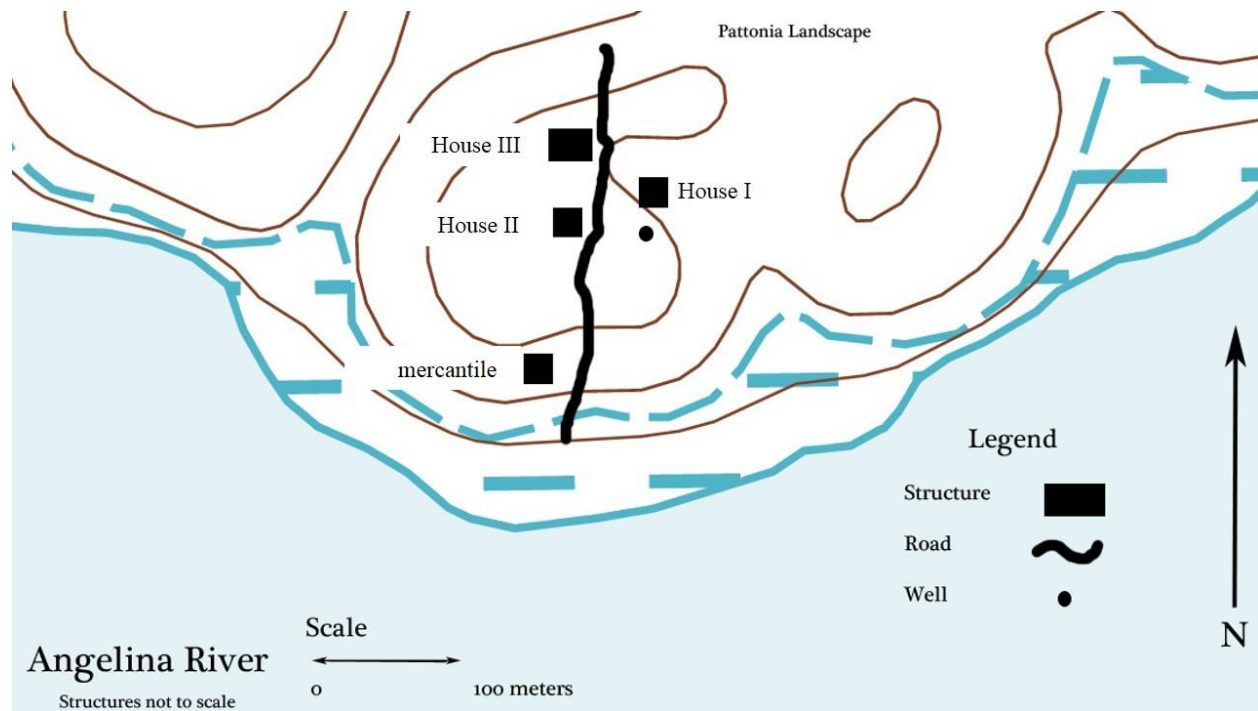 Pattonia Landscape
House III
House I
House II
mercantile
Legend
Structure
Road
Well
N
Scale
0 100 meters
Angelina River
Structures not to scale